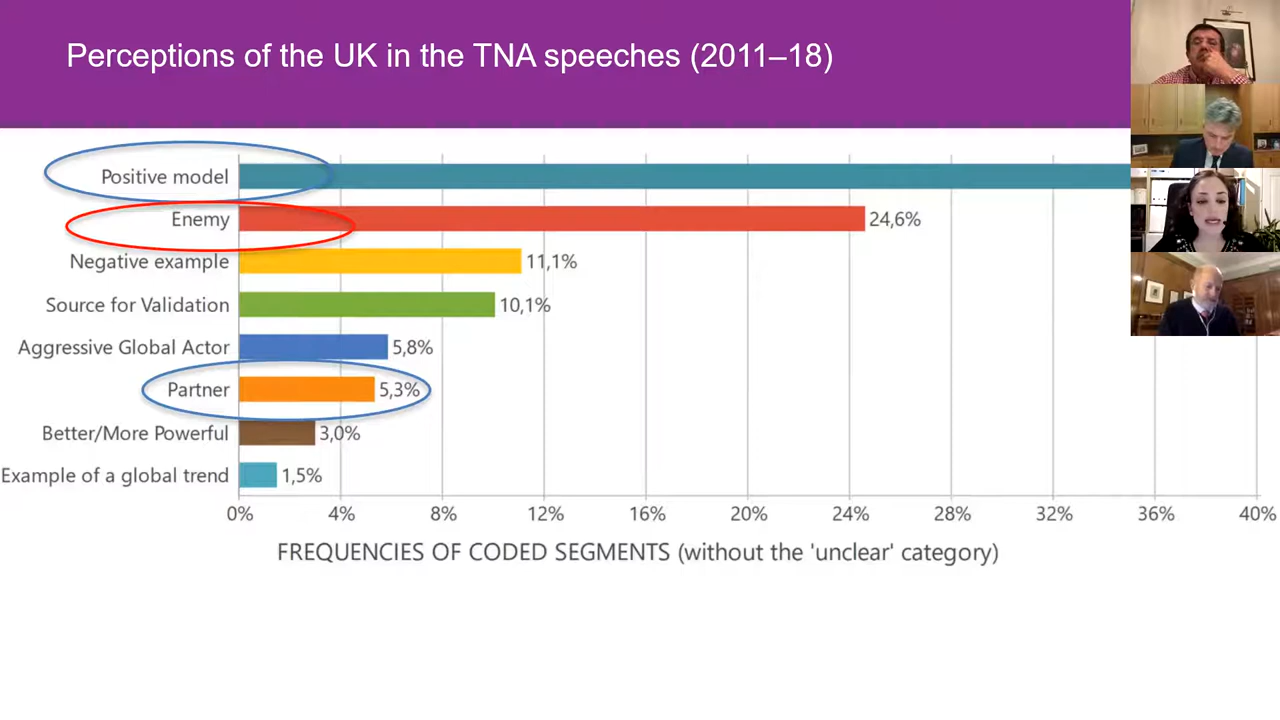 Perceptions of the UK in the TNA speeches (2011–18)
Positive model
Enemy 24,6%
Negative example 11,1%
Source for Validation 10,1%
Aggressive Global Actor 5,8%
Partner 5,3%
Better/More Powerful 3,0%
Example of a global trend 1,5%
0% 4% 8% 12% 16% 20% 24% 28% 32% 36% 40%
FREQUENCIES OF CODED SEGMENTS (without the 'unclear' category)